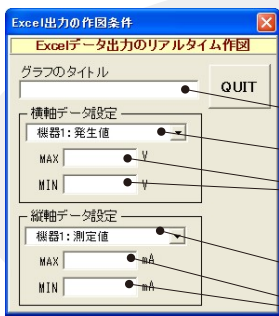 Excel出力の作図条件
Excelデータ出力のリアルタイム作図
グラフのタイトル
QUIT
横軸データ設定
機器1:発生値
MAX V
MIN V
縦軸データ設定
機器1:測定値
MAX mA
MIN mA